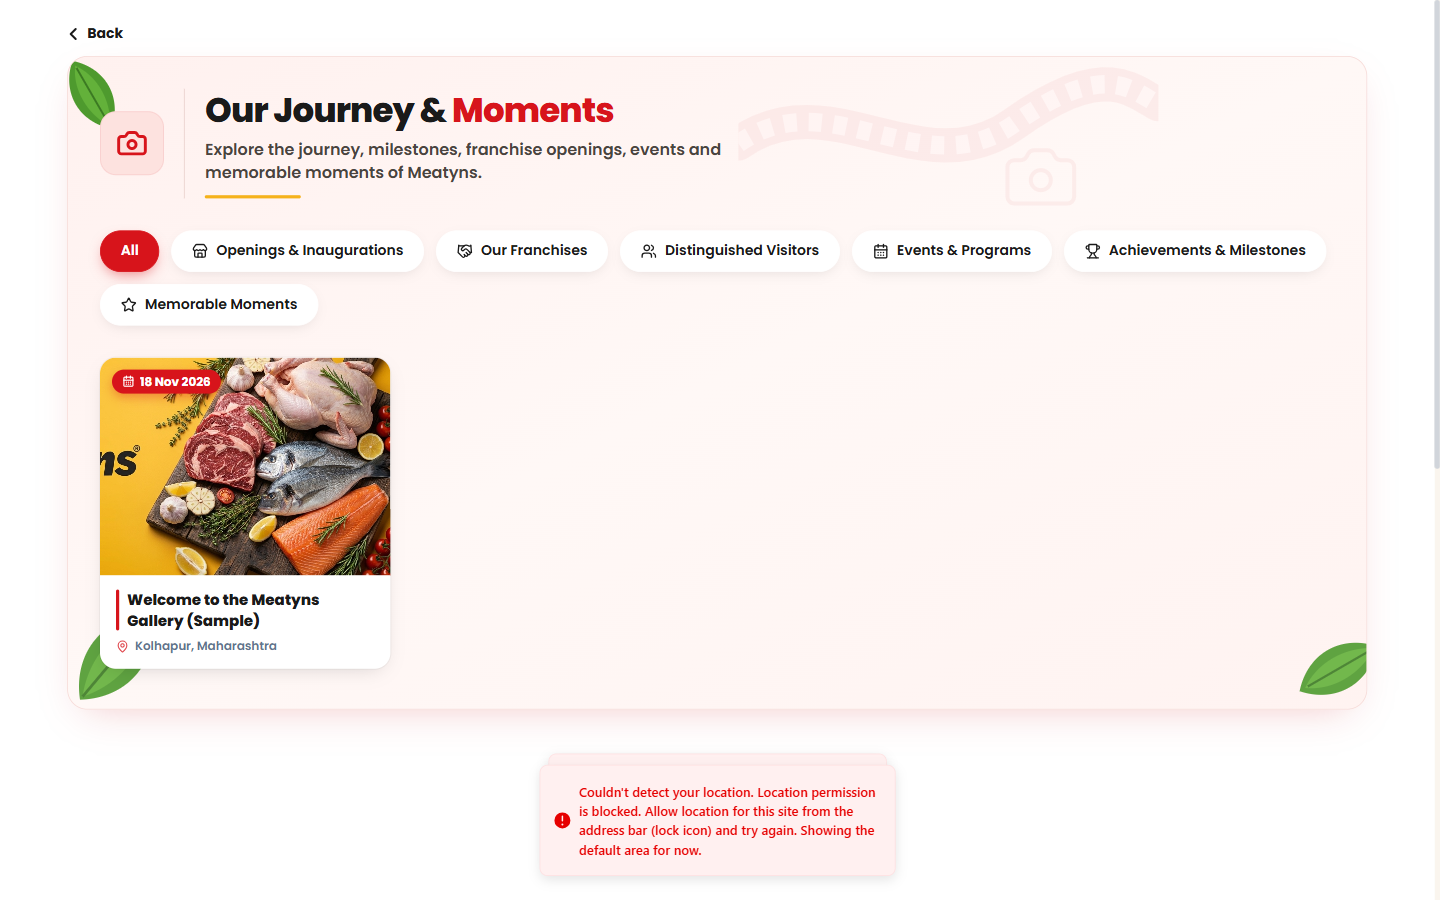 Back
Our Journey & Moments
Explore the journey, milestones, franchise openings, events and
memorable moments of Meatyns.
All
Openings & Inaugurations
Our Franchises
Distinguished Visitors
Events & Programs
Achievements & Milestones
Memorable Moments
18 Nov 2026
ns®
Welcome to the Meatyns
Gallery (Sample)
Kolhapur, Maharashtra
Couldn't detect your location. Location permission
is blocked. Allow location for this site from the
address bar (lock icon) and try again. Showing the
default area for now.